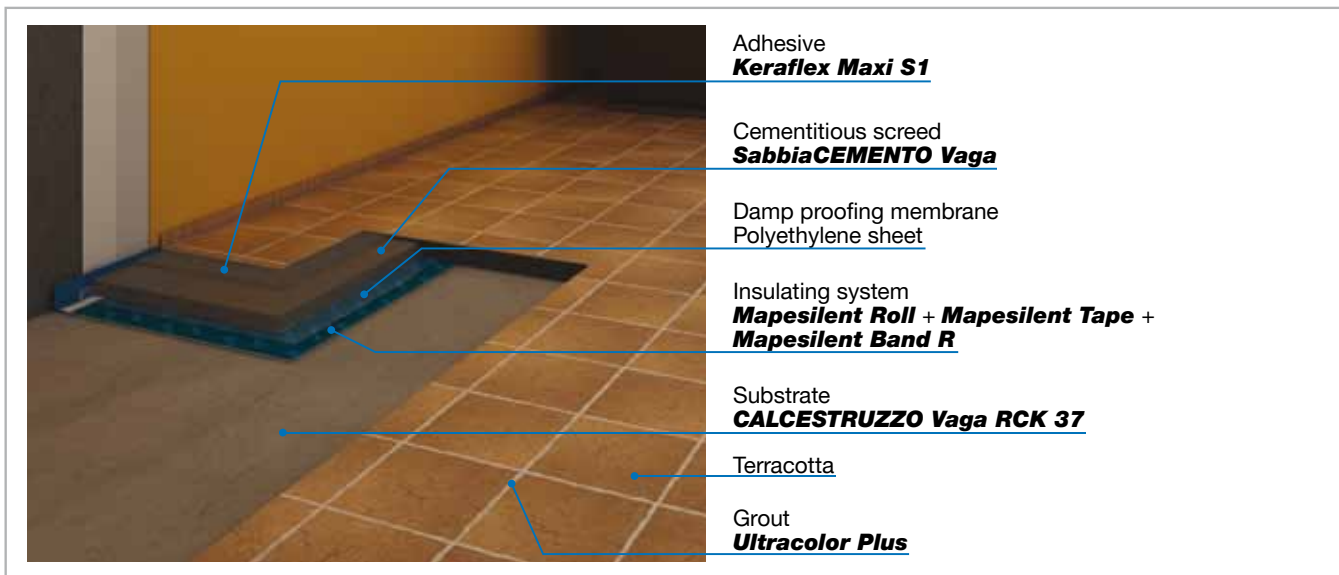 Adhesive
Keraflex Maxi S1
Cementitious screed
SabbiaCEMENTO Vaga
Damp proofing membrane
Polyethylene sheet
Insulating system
Mapesilent Roll + Mapesilent Tape +
Mapesilent Band R
Substrate
CALCESTRUZZO Vaga RCK 37
Terracotta
Grout
Ultracolor Plus